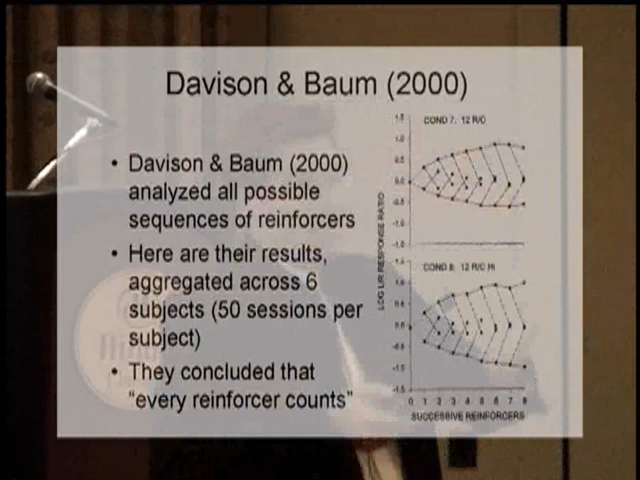 Davison & Baum (2000)
• Davison & Baum (2000)
analyzed all possible
sequences of reinforcers
• Here are their results,
aggregated across 6
subjects (50 sessions per
subject)
• They concluded that
"every reinforcer counts"
COND 7: 12 R/C
LOG L/R RESPONSE RATIO
COND 8: 12 R/C
0 1 2 3 4 5 6 7 8
SUCCESSIVE REINFORCERS